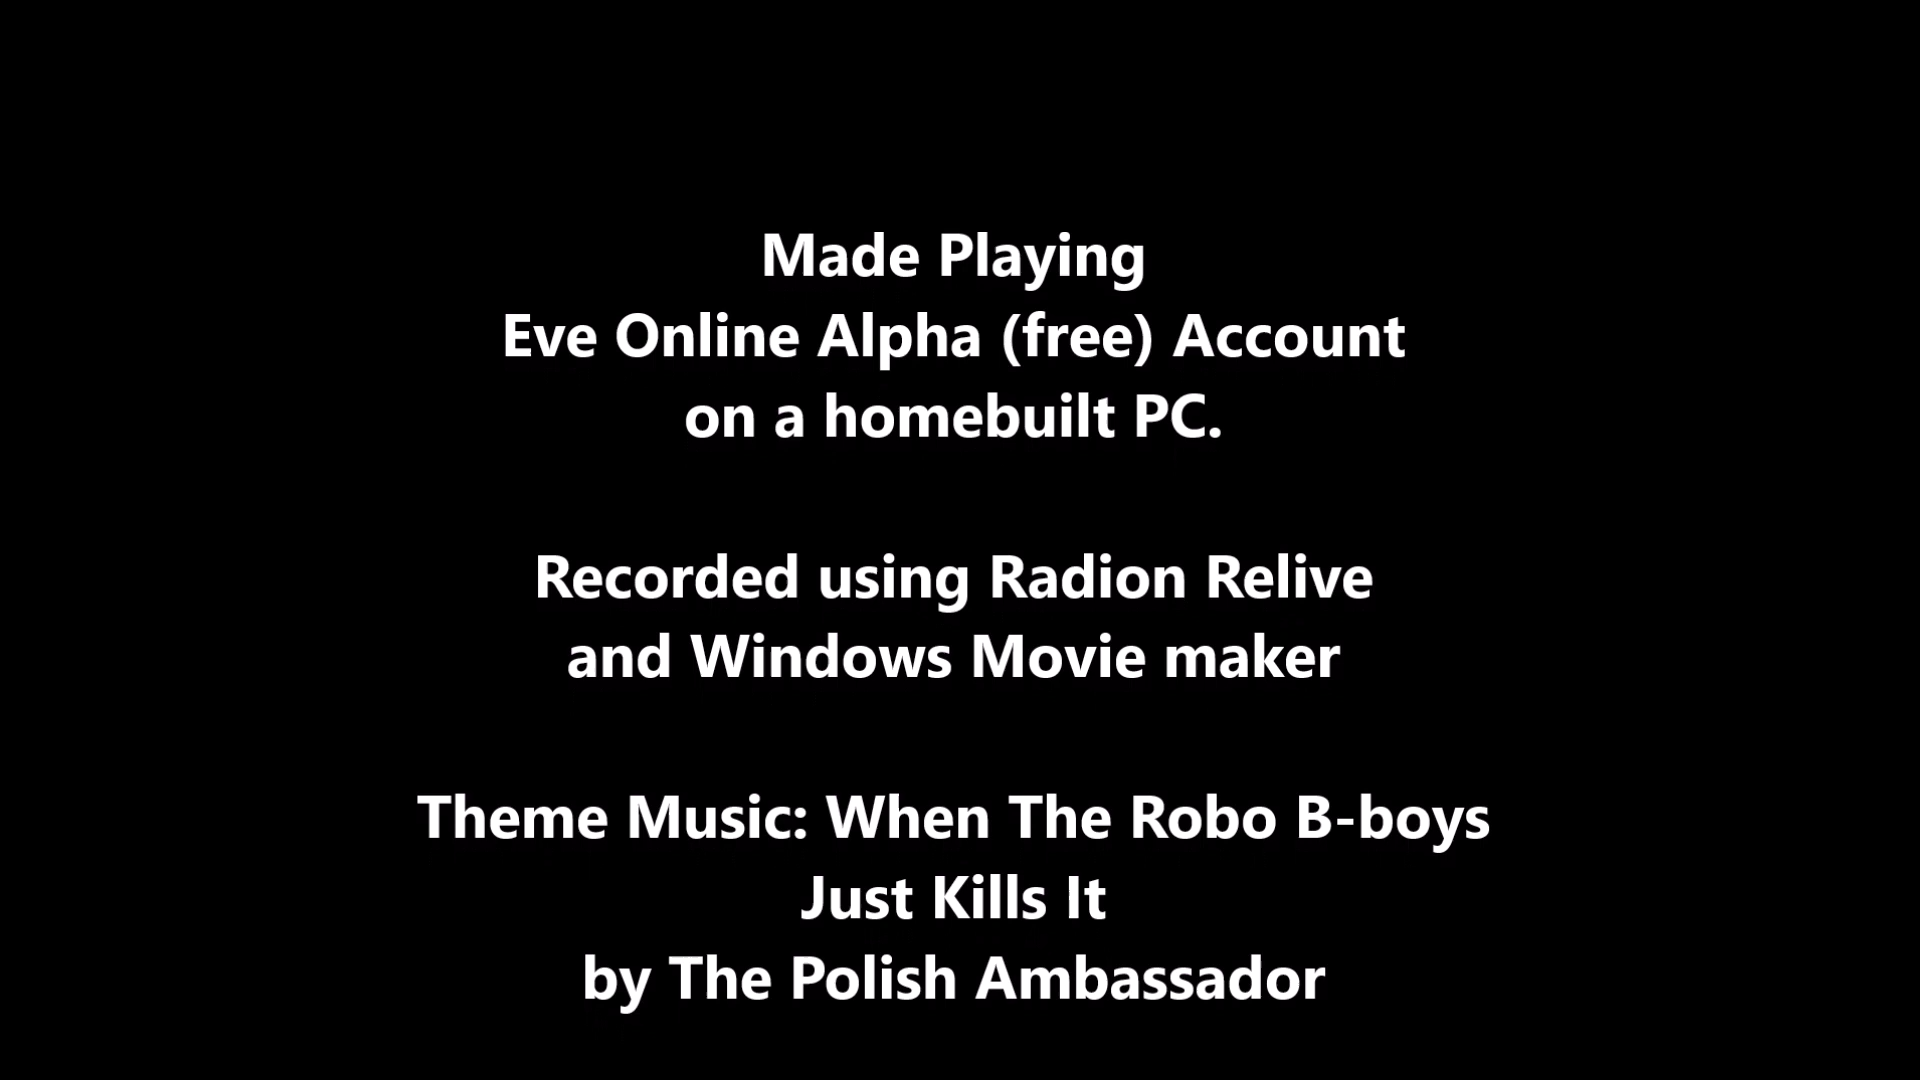 Made Playing
Eve Online Alpha (free) Account
on a homebuilt PC.
Recorded using Radion Relive
and Windows Movie maker
Theme Music: When The Robo B-boys
Just Kills It
by The Polish Ambassador